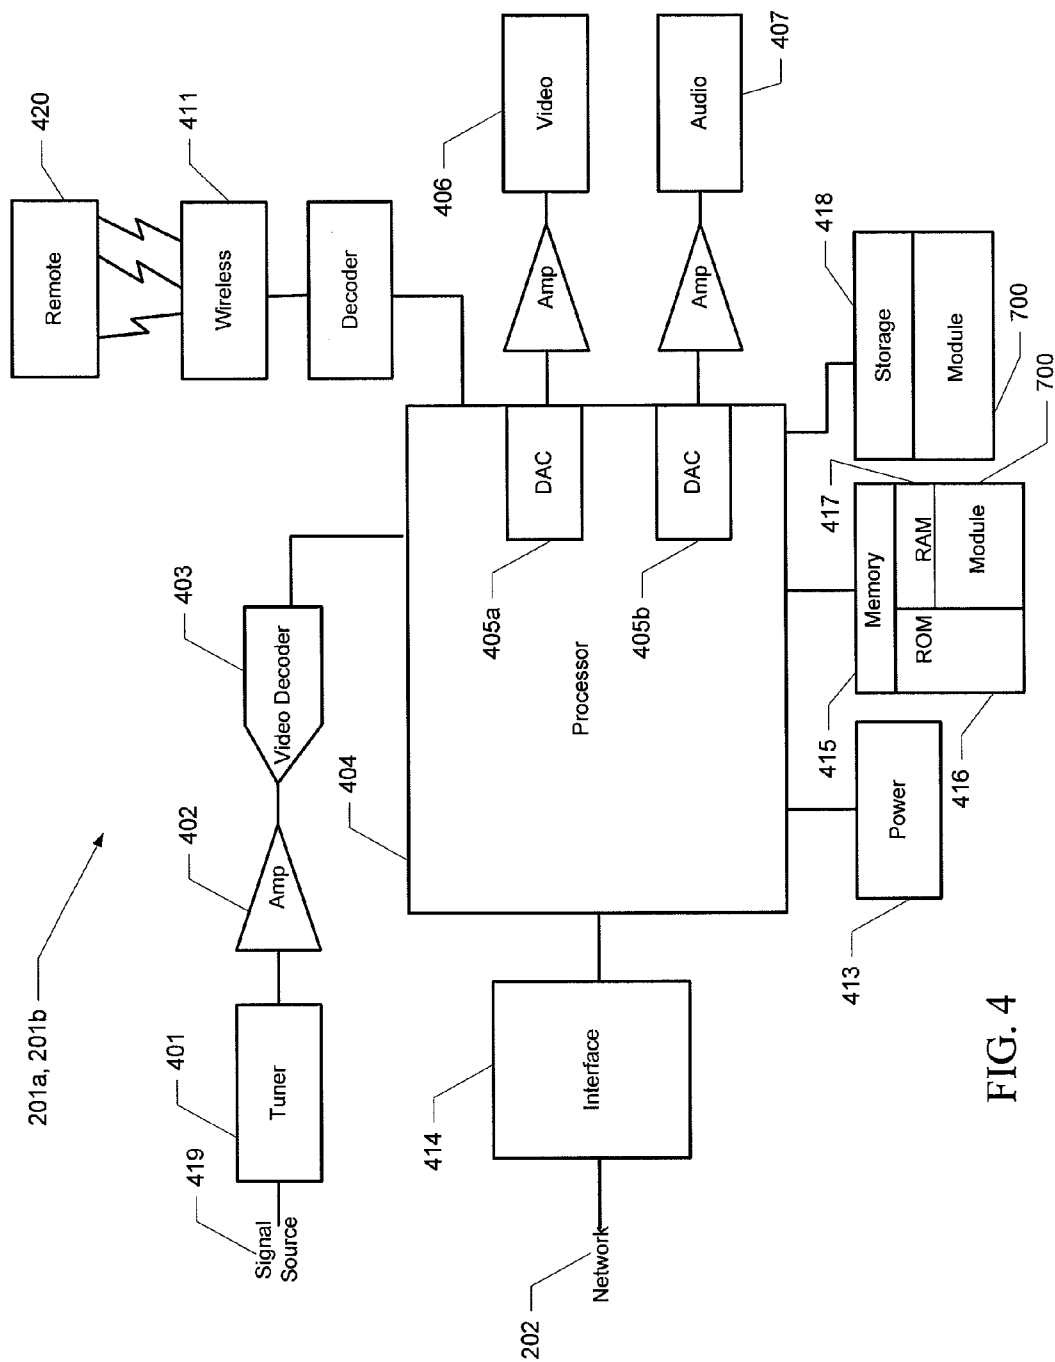 201a, 201b
420
Remote
411
Wireless
Decoder
419
Signal
Source
401
Tuner
402
Amp
403
Video Decoder
404
Processor
405a
DAC
405b
DAC
Amp
Amp
406
Video
407
Audio
202
Network
414
Interface
413
Power
415
Memory
ROM
416
RAM
417
Module
700
418
Storage
Module
700
FIG. 4